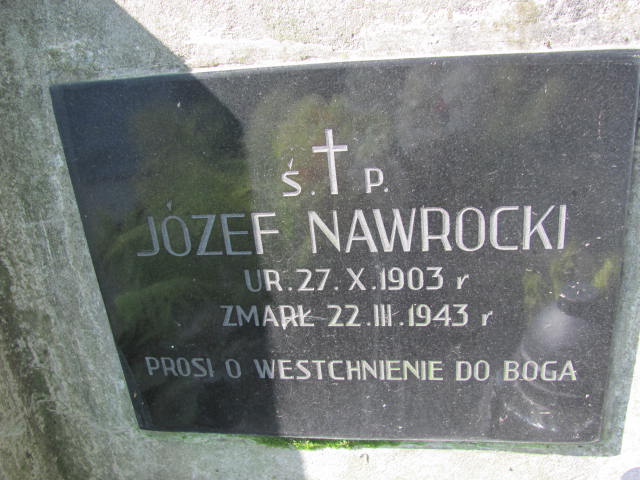 Ś. P.
JÓZEF NAWROCKI
UR. 27. X. 1903 r
ZMARŁ 22. III. 1943 r
PROSI O WESTCHNIENIE DO BOGA